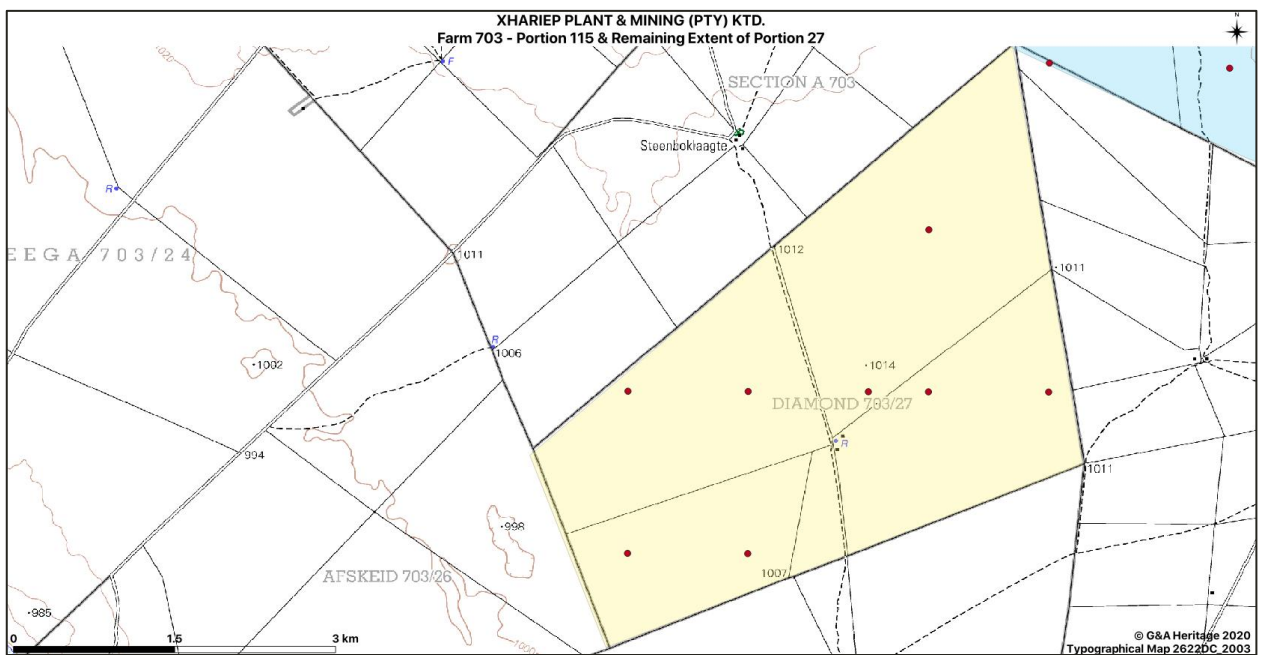 XHARIEP PLANT & MINING (PTY) KTD.
Farm 703 - Portion 115 & Remaining Extent of Portion 27
N
1020
F
SECTION A 703
Steenboklaagte
R
EEGA 703/24
1011
1012
1011
R
1006
1002
1014
DIAMOND 703/27
R
994
1011
998
AFSKEID 703/26
1007
985
1000
0 1.5 3 km
© G&A Heritage 2020
Typographical Map 2622DC_2003